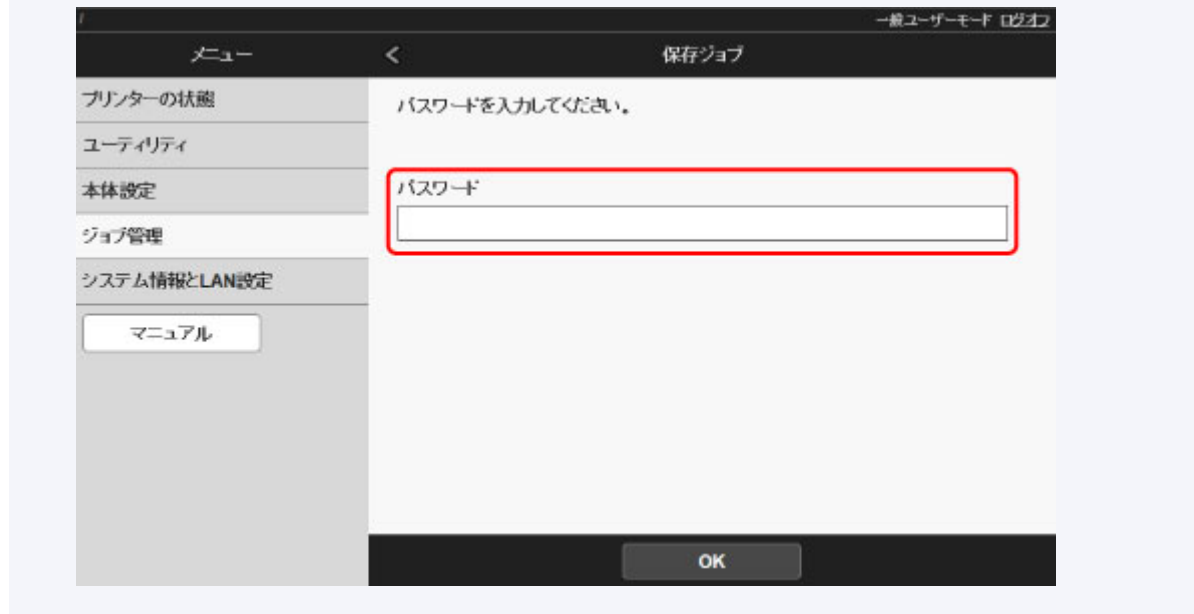 /
一般ユーザーモード ログオフ
メニュー
<
保存ジョブ
プリンターの状態
ユーティリティ
本体設定
ジョブ管理
システム情報とLAN設定
マニュアル
パスワードを入力してください。
パスワード
OK